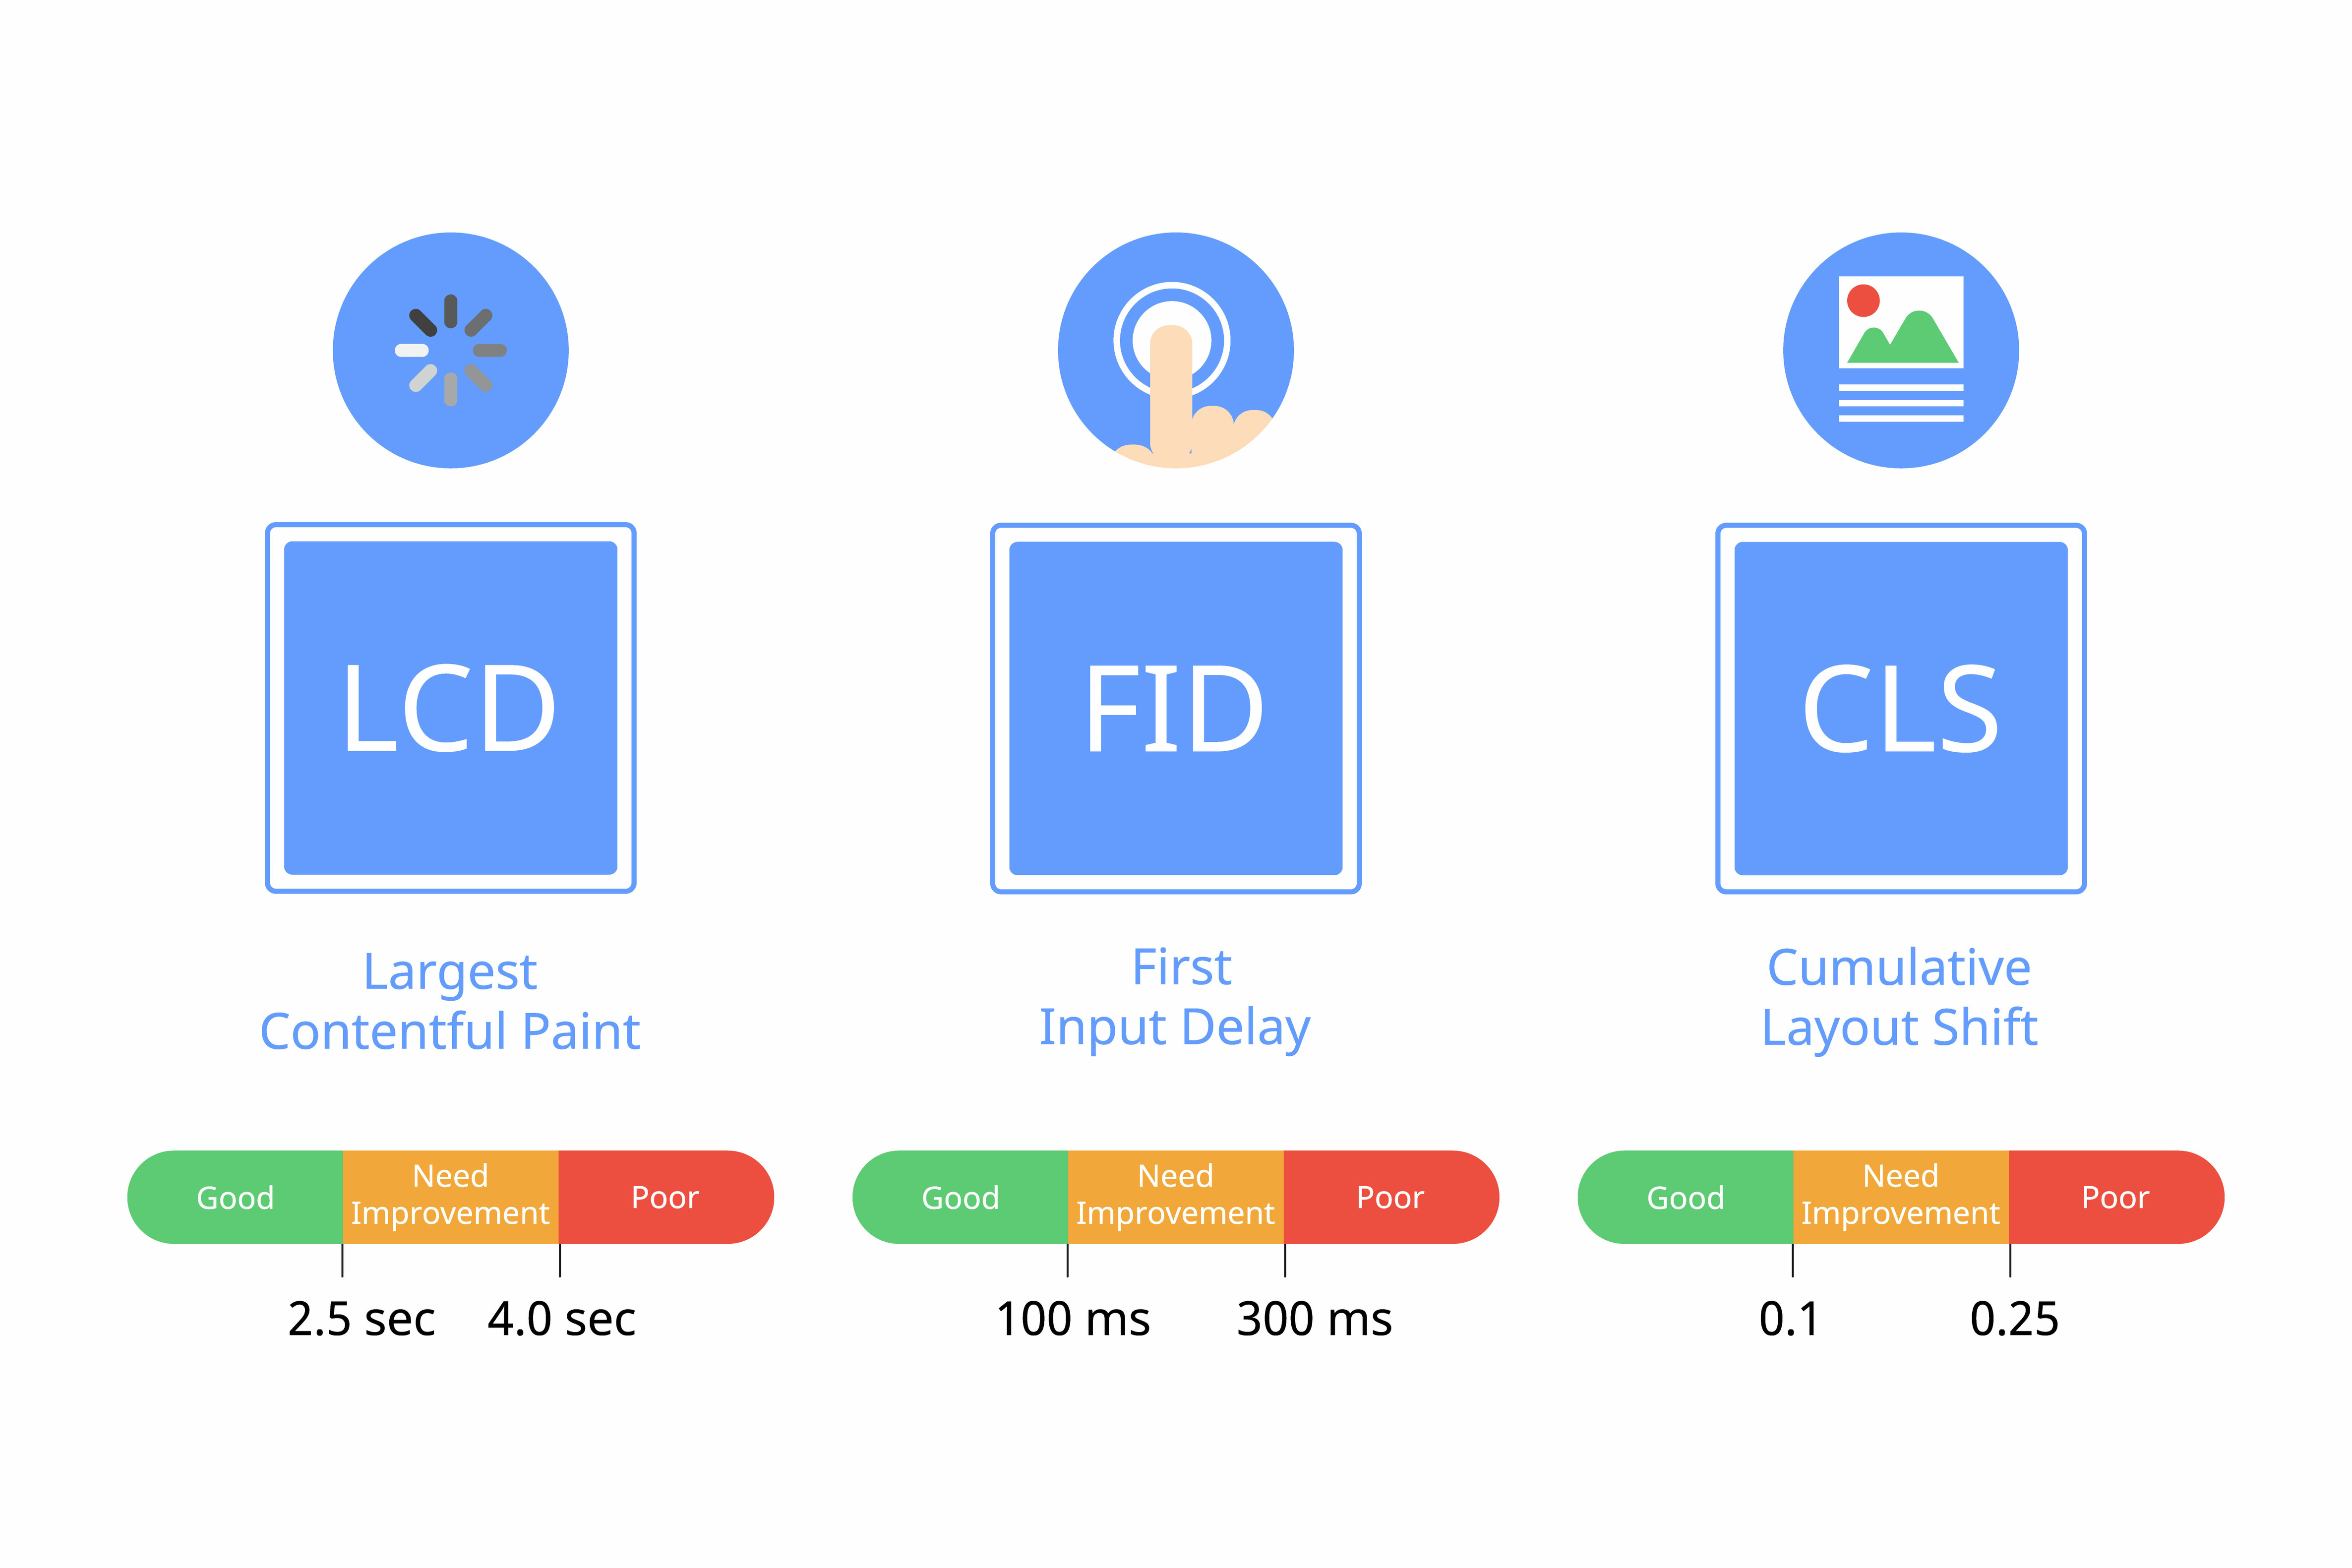 LCD
FID
CLS
Largest
Contentful Paint
First
Input Delay
Cumulative
Layout Shift
Good
Need
Improvement
Poor
2.5 sec
4.0 sec
Good
Need
Improvement
Poor
100 ms
300 ms
Good
Need
Improvement
Poor
0.1
0.25